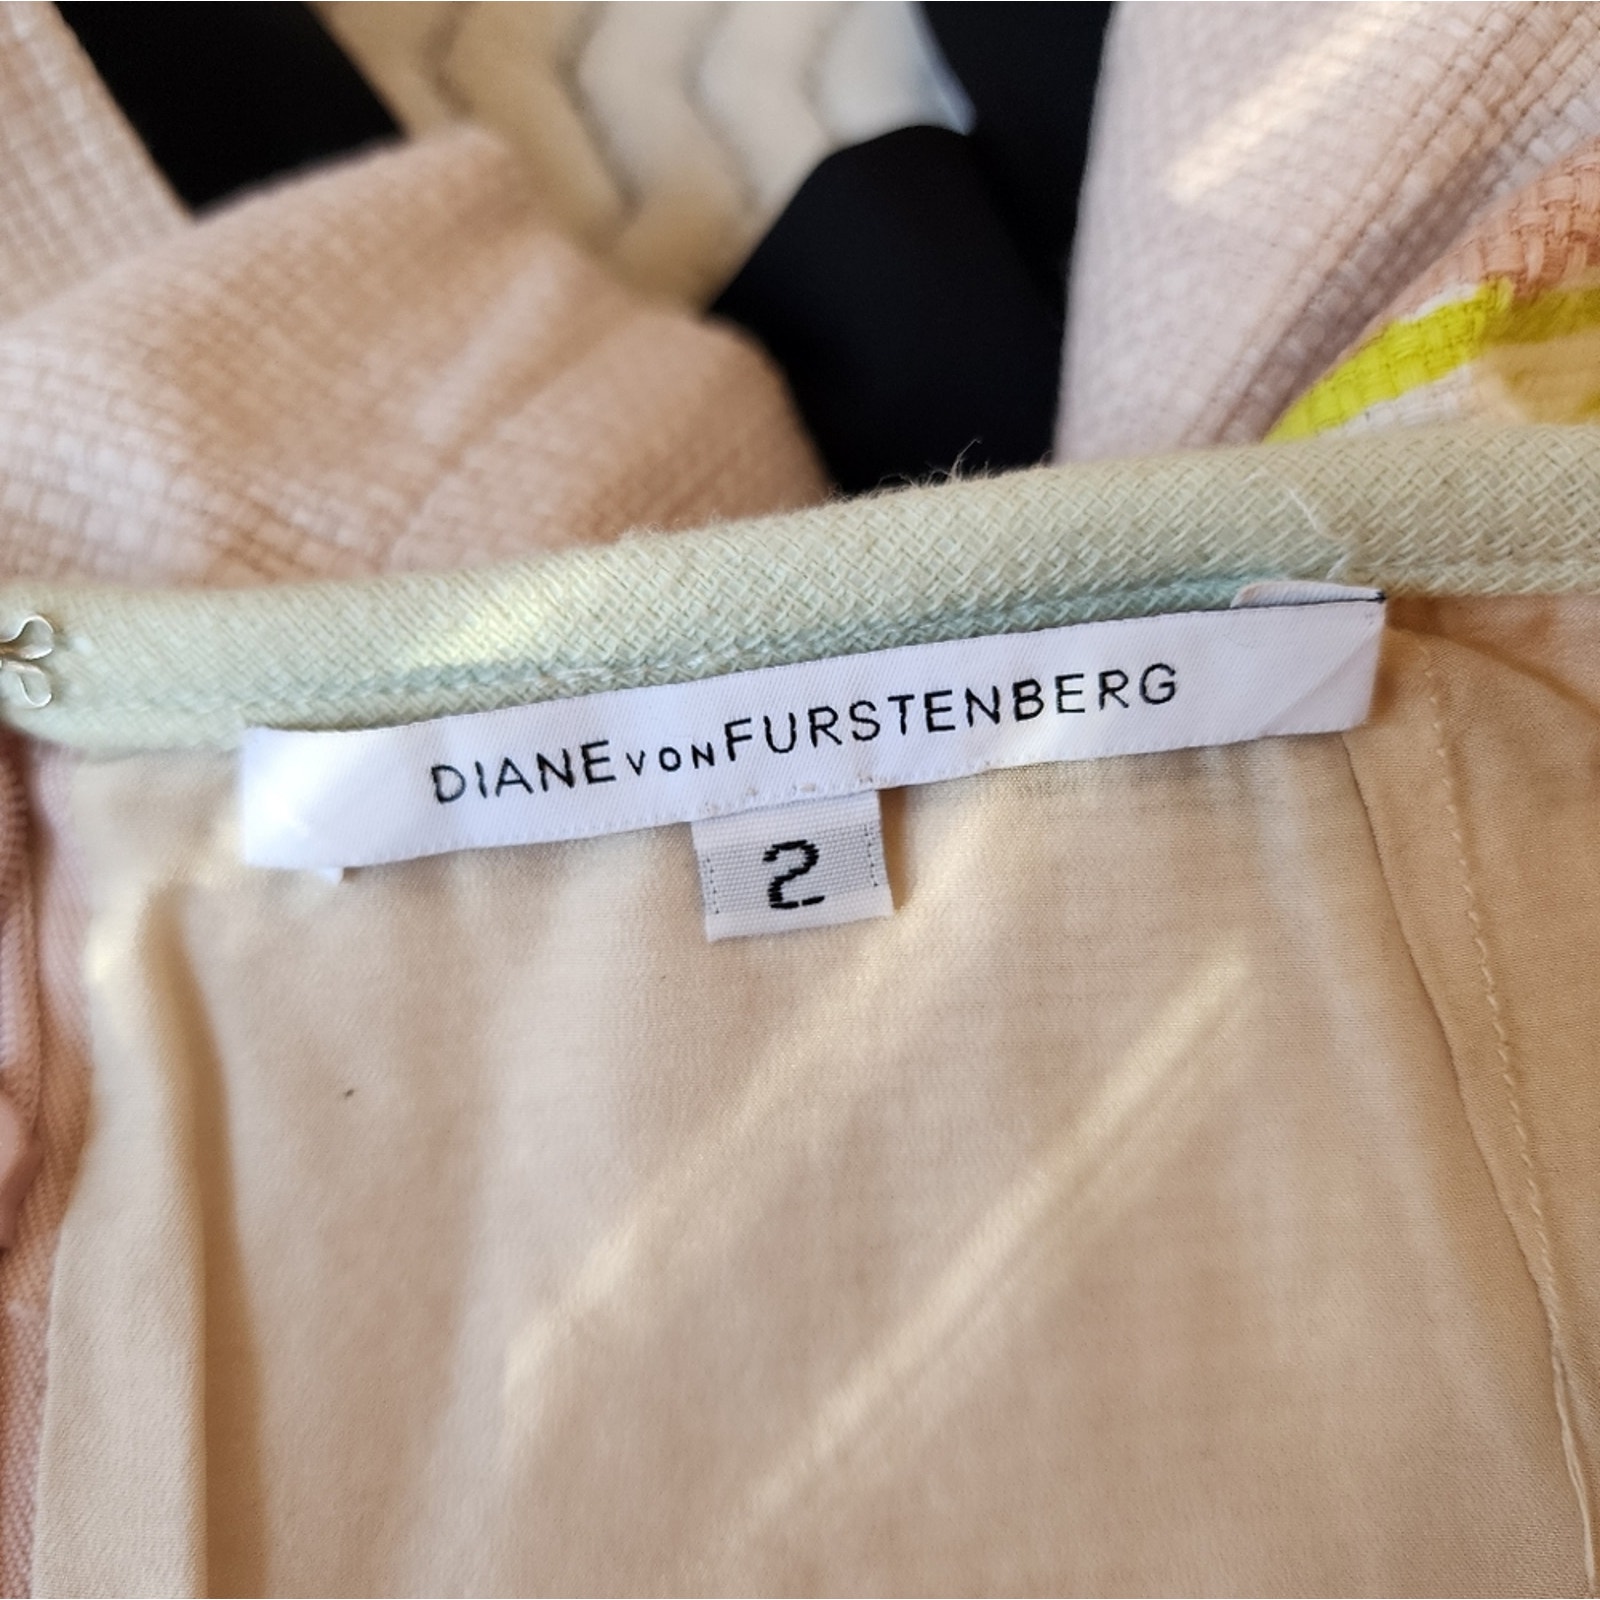 DIANE VON FURSTENBERG
2